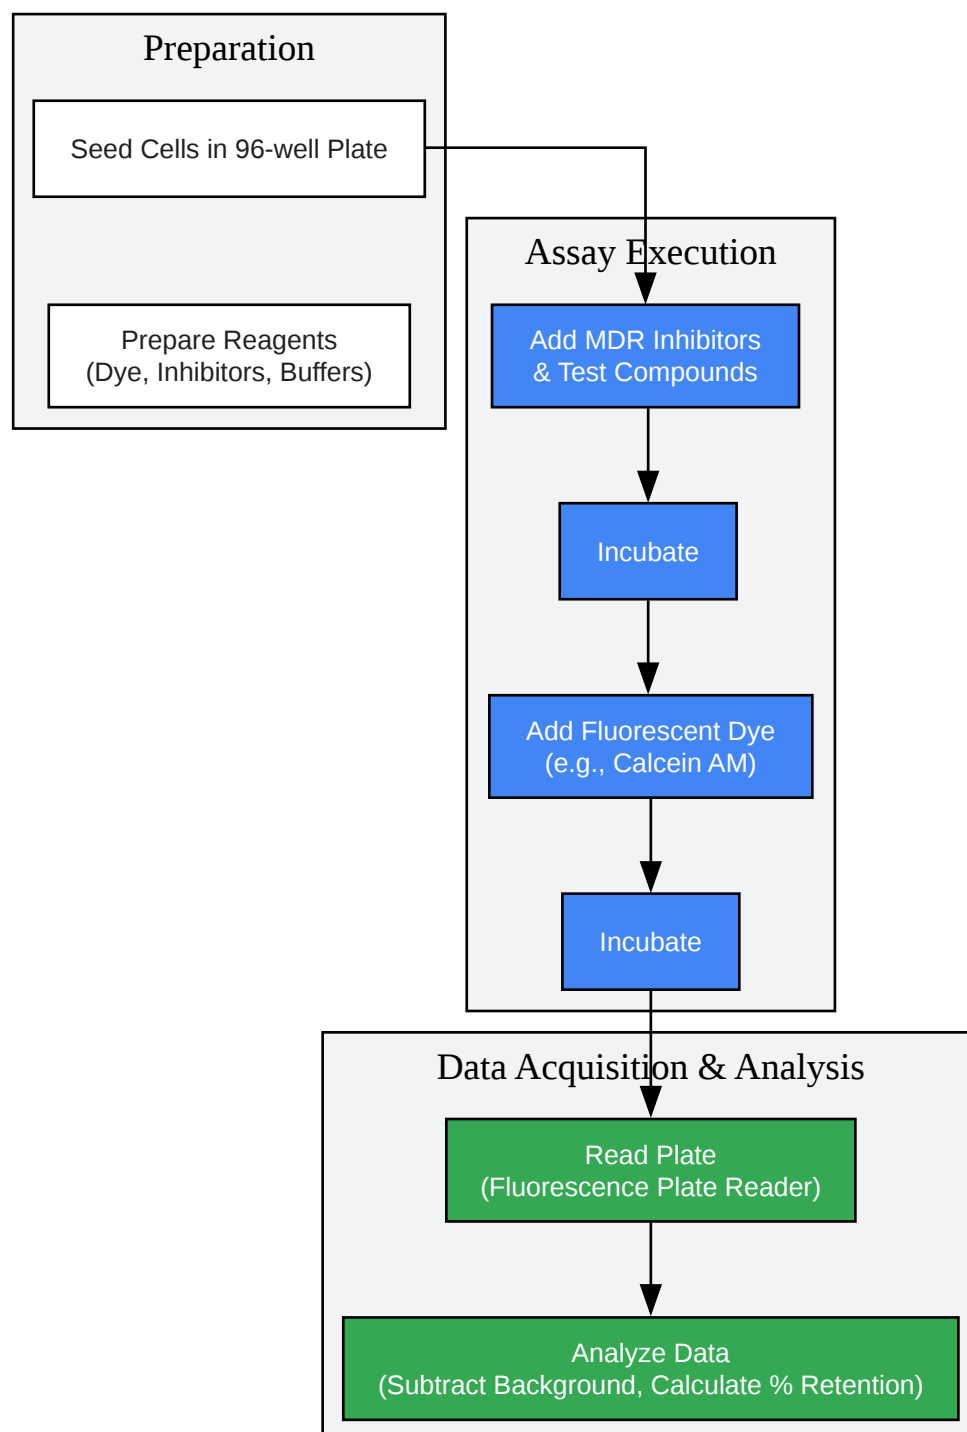 Preparation
Seed Cells in 96-well Plate
Prepare Reagents
(Dye, Inhibitors, Buffers)
Assay Execution
Add MDR Inhibitors
& Test Compounds
Incubate
Add Fluorescent Dye
(e.g., Calcein AM)
Incubate
Data Acquisition & Analysis
Read Plate
(Fluorescence Plate Reader)
Analyze Data
(Subtract Background, Calculate % Retention)